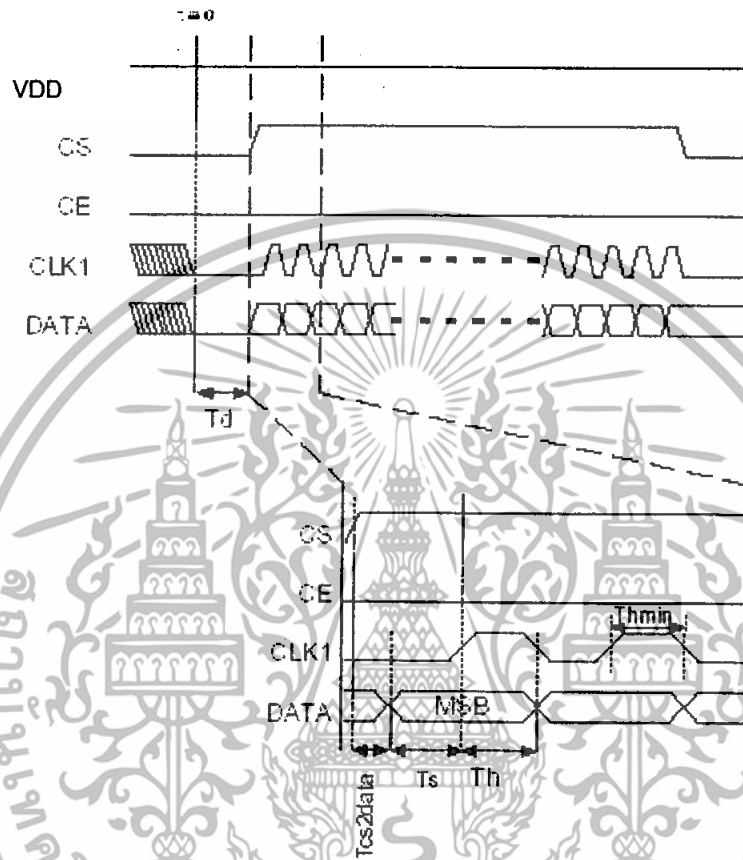 t=0
VDD
CS
CE
CLK1
DATA
Td
CS
CE
Thmin
CLK1
DATA
MSB
Ts
Th
Tcs2data